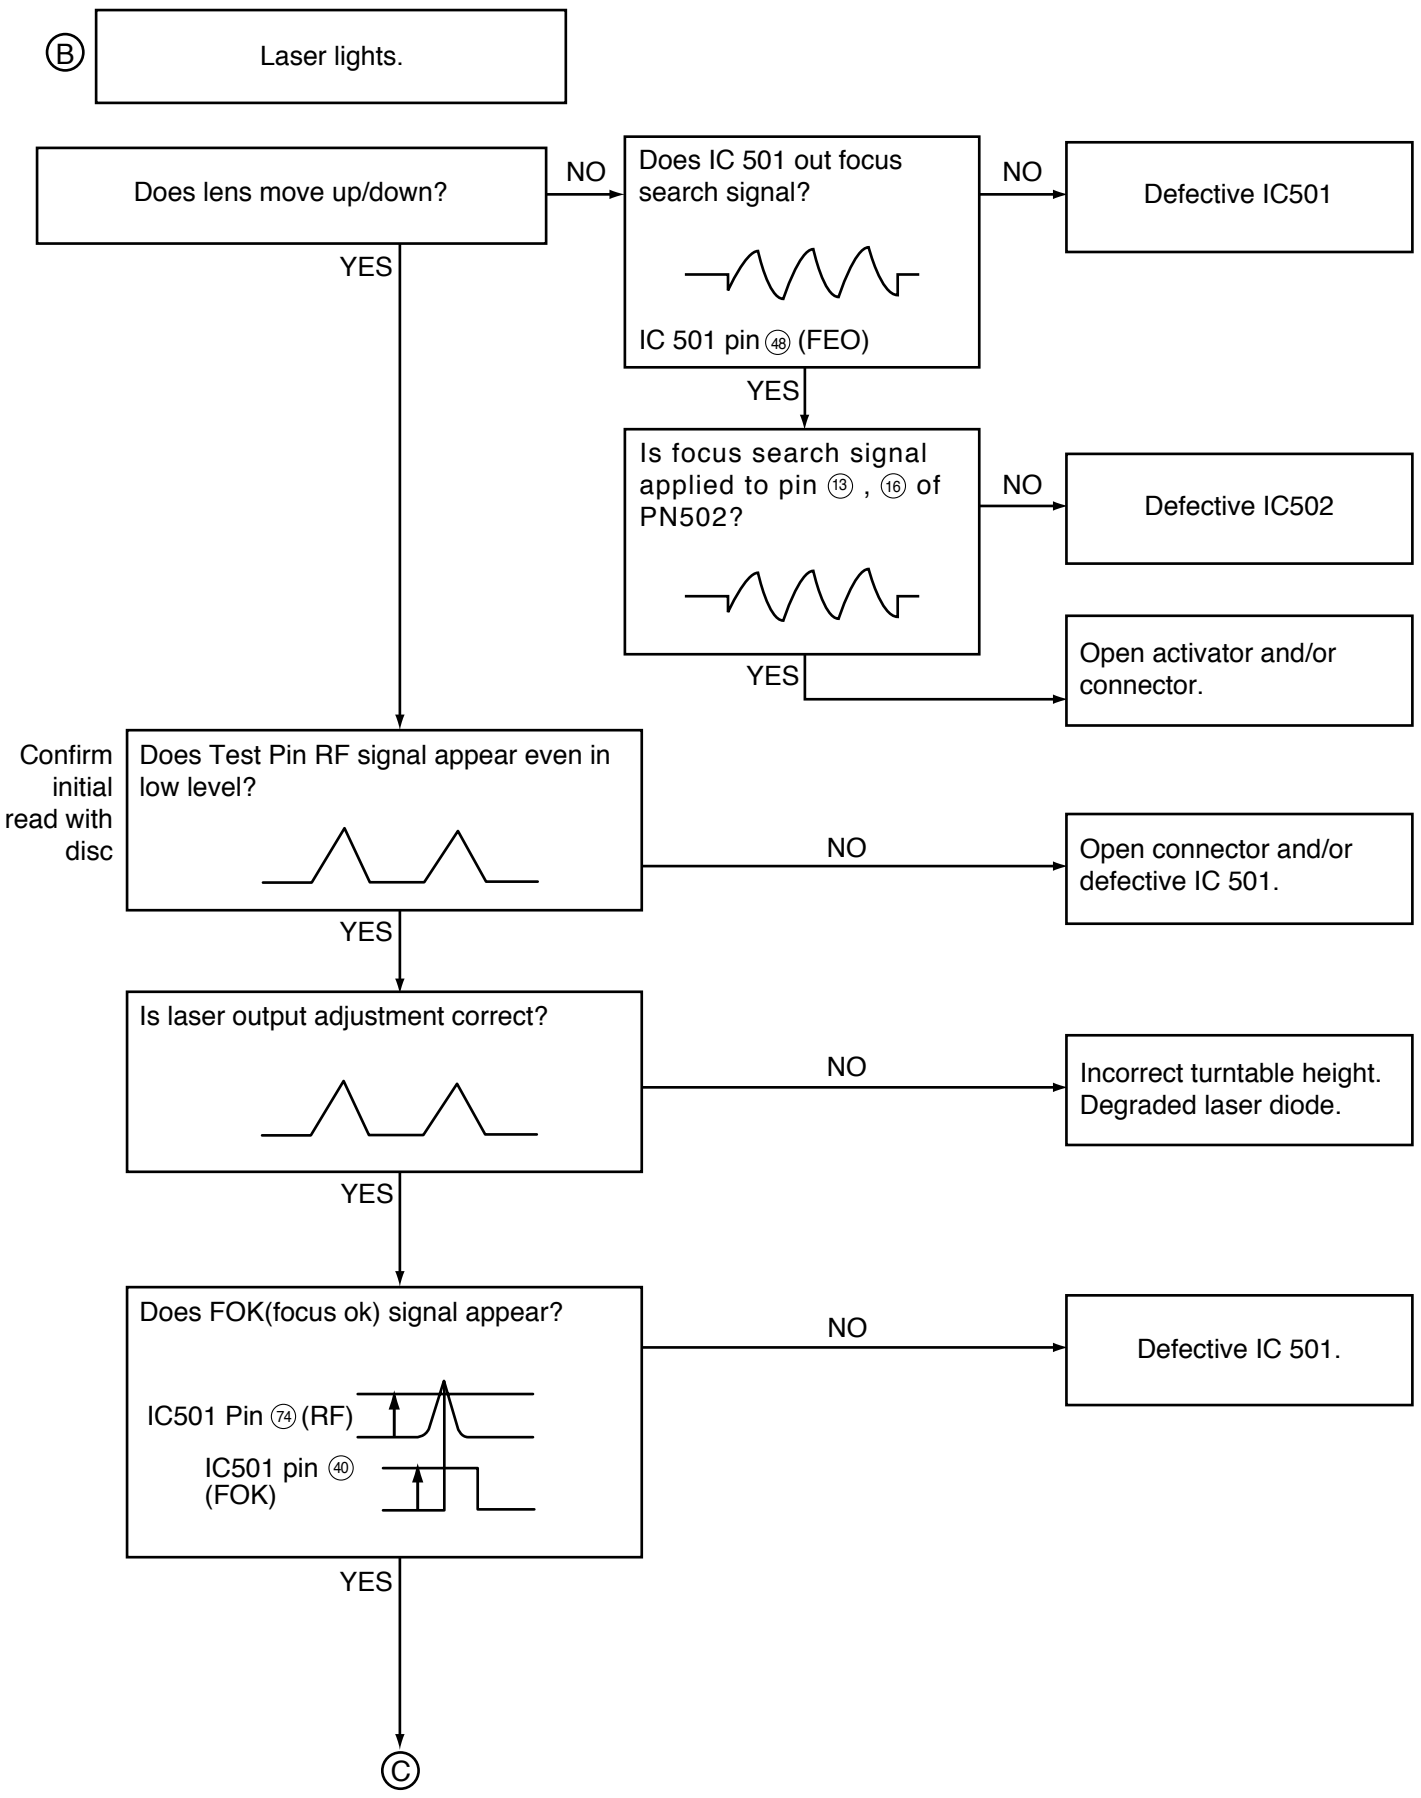 B
Laser lights.
Does lens move up/down?
NO
Does IC 501 out focus
search signal?
IC 501 pin 48 (FEO)
NO
Defective IC501
YES
YES
Is focus search signal
applied to pin 13 , 16 of
PN502?
NO
Defective IC502
YES
Open activator and/or
connector.
Confirm
initial
read with
disc
Does Test Pin RF signal appear even in
low level?
NO
Open connector and/or
defective IC 501.
YES
Is laser output adjustment correct?
NO
Incorrect turntable height.
Degraded laser diode.
YES
Does FOK(focus ok) signal appear?
IC501 Pin 74 (RF)
IC501 pin 40
(FOK)
NO
Defective IC 501.
YES
C